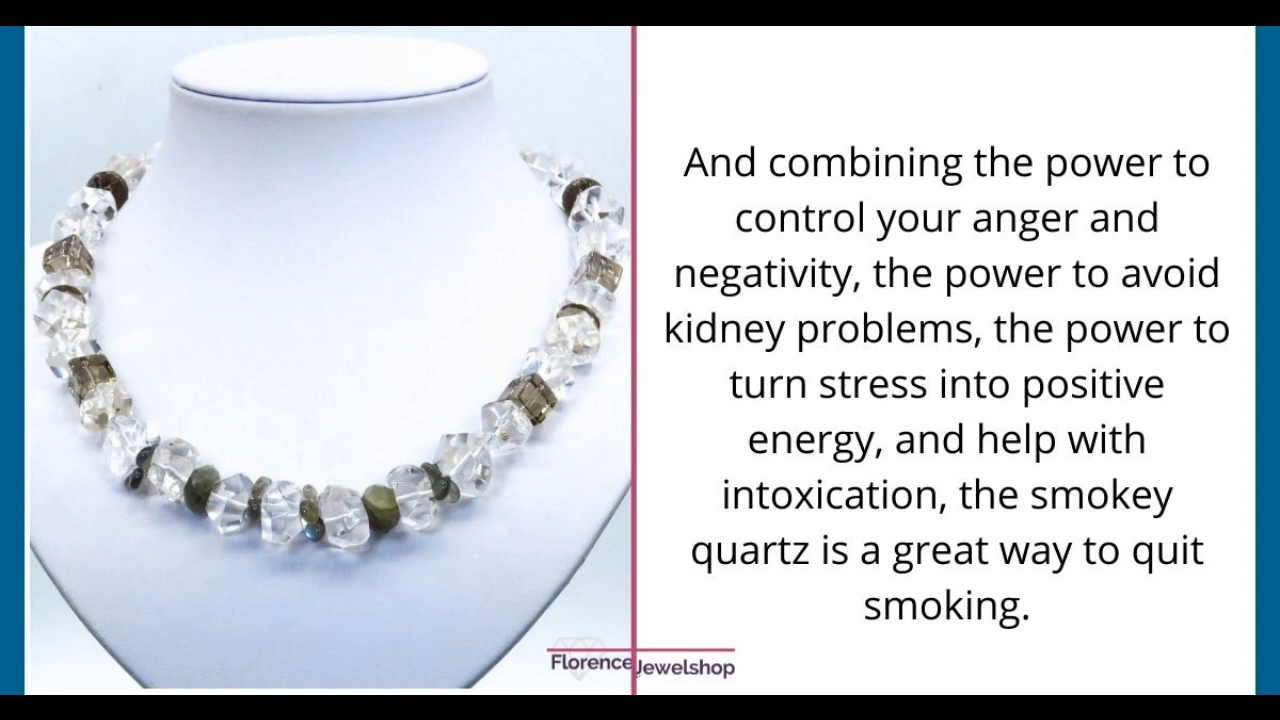 And combining the power to
control your anger and
negativity, the power to avoid
kidney problems, the power to
turn stress into positive
energy, and help with
intoxication, the smokey
quartz is a great way to quit
smoking.
Florence Jewelshop